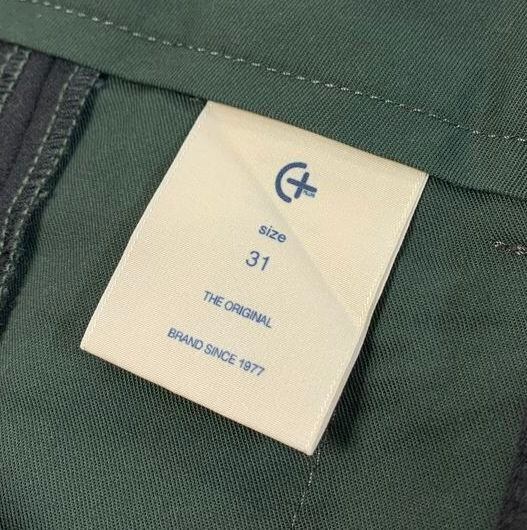 C+
size
31
THE ORIGINAL
BRAND SINCE 1977